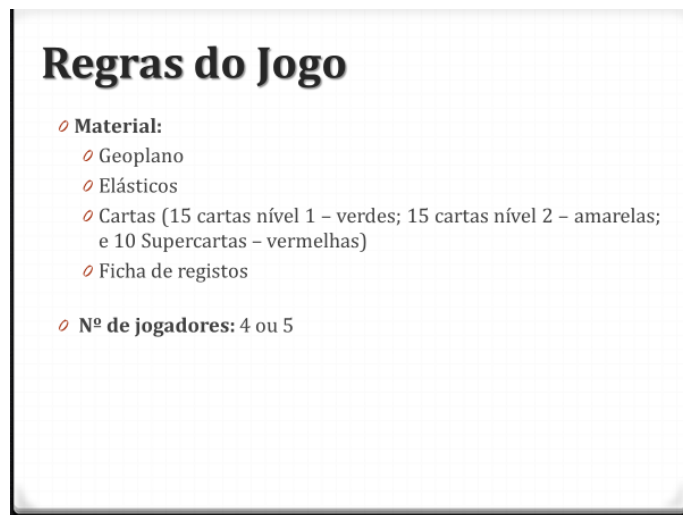 Regras do Jogo
Material:
Geoplano
Elásticos
Cartas (15 cartas nível 1 – verdes; 15 cartas nível 2 – amarelas;
e 10 Supercartas – vermelhas)
Ficha de registos
Nº de jogadores: 4 ou 5